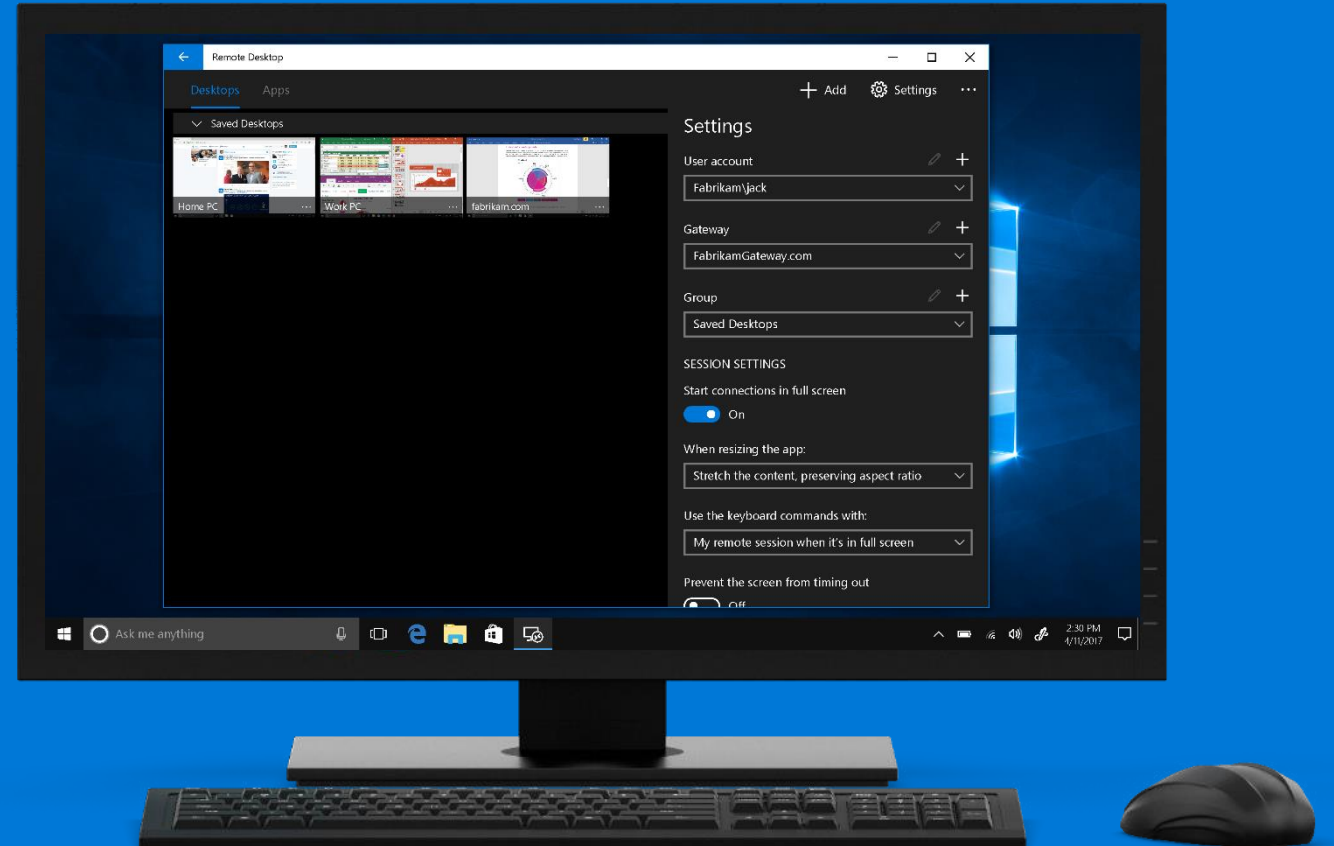 Remote Desktop
Desktops Apps
Add Settings
Saved Desktops
Home PC
Work PC
fabrikam.com
Settings
User account
Fabrikam\jack
Gateway
FabrikamGateway.com
Group
Saved Desktops
SESSION SETTINGS
Start connections in full screen
On
When resizing the app:
Stretch the content, preserving aspect ratio
Use the keyboard commands with:
My remote session when it's in full screen
Prevent the screen from timing out
Off
Ask me anything
2:30 PM
4/11/2017